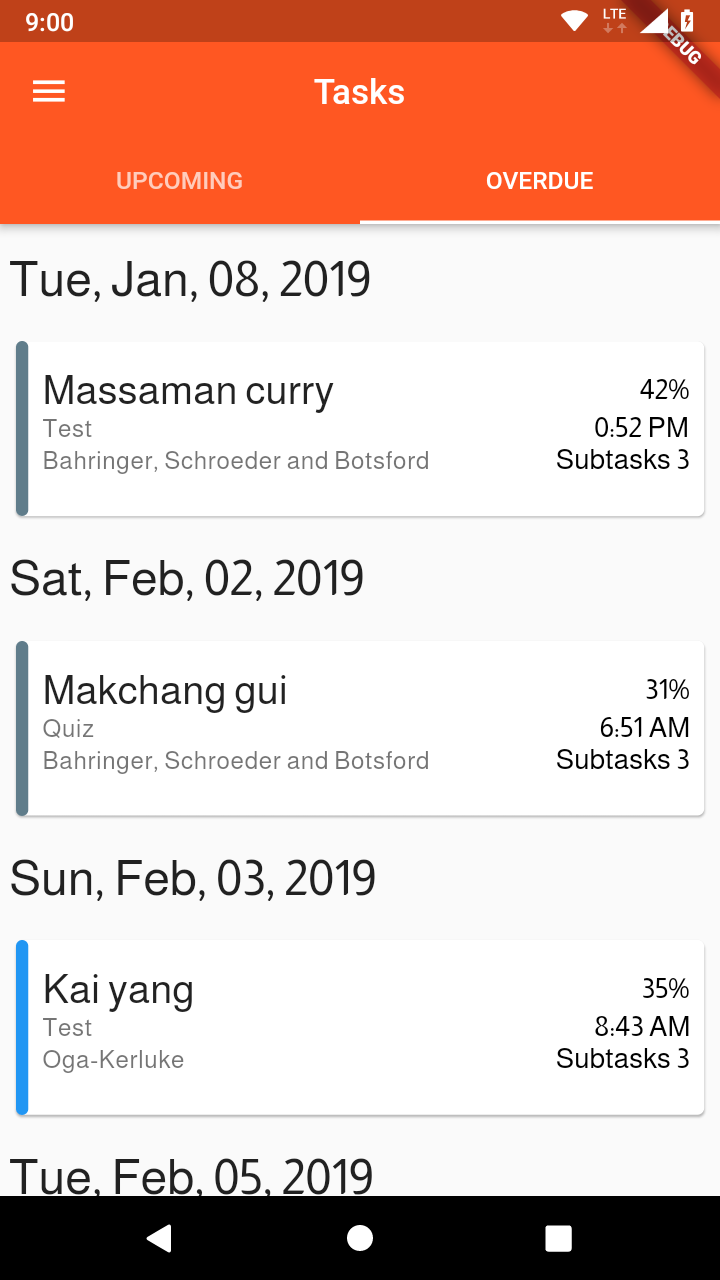 9:00
LTE
Tasks
UPCOMING
OVERDUE
Tue, Jan, 08, 2019
Massaman curry
42%
Test
0:52 PM
Bahringer, Schroeder and Botsford
Subtasks 3
Sat, Feb, 02, 2019
Makchang gui
31%
Quiz
6:51 AM
Bahringer, Schroeder and Botsford
Subtasks 3
Sun, Feb, 03, 2019
Kai yang
35%
Test
8:43 AM
Oga-Kerluke
Subtasks 3
Tue, Feb, 05, 2019